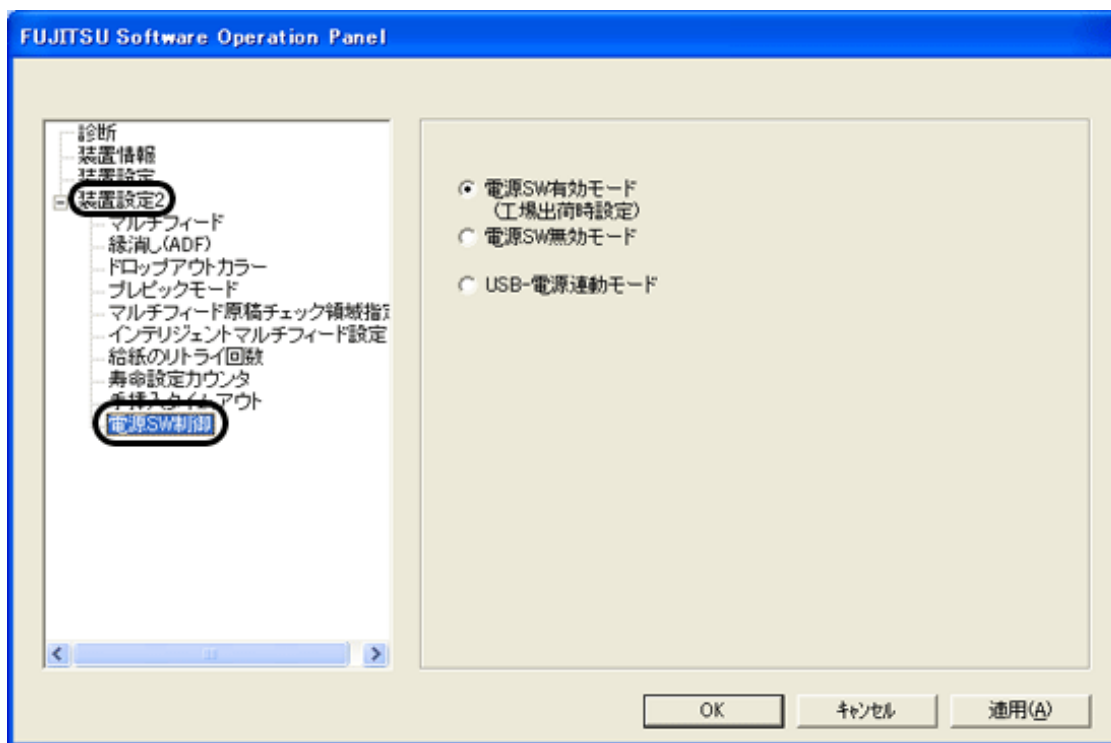 FUJITSU Software Operation Panel
診断
装置情報
装置設定
装置設定2
マルチフィード
縁消し(ADF)
ドロップアウトカラー
プレピックモード
マルチフィード原稿チェック領域指定
インテリジェントマルチフィード設定
給紙のリトライ回数
寿命設定カウンタ
手挿入タイムアウト
電源SW制御
電源SW有効モード
(工場出荷時設定)
電源SW無効モード
USB-電源連動モード
OK
キャンセル
適用(A)